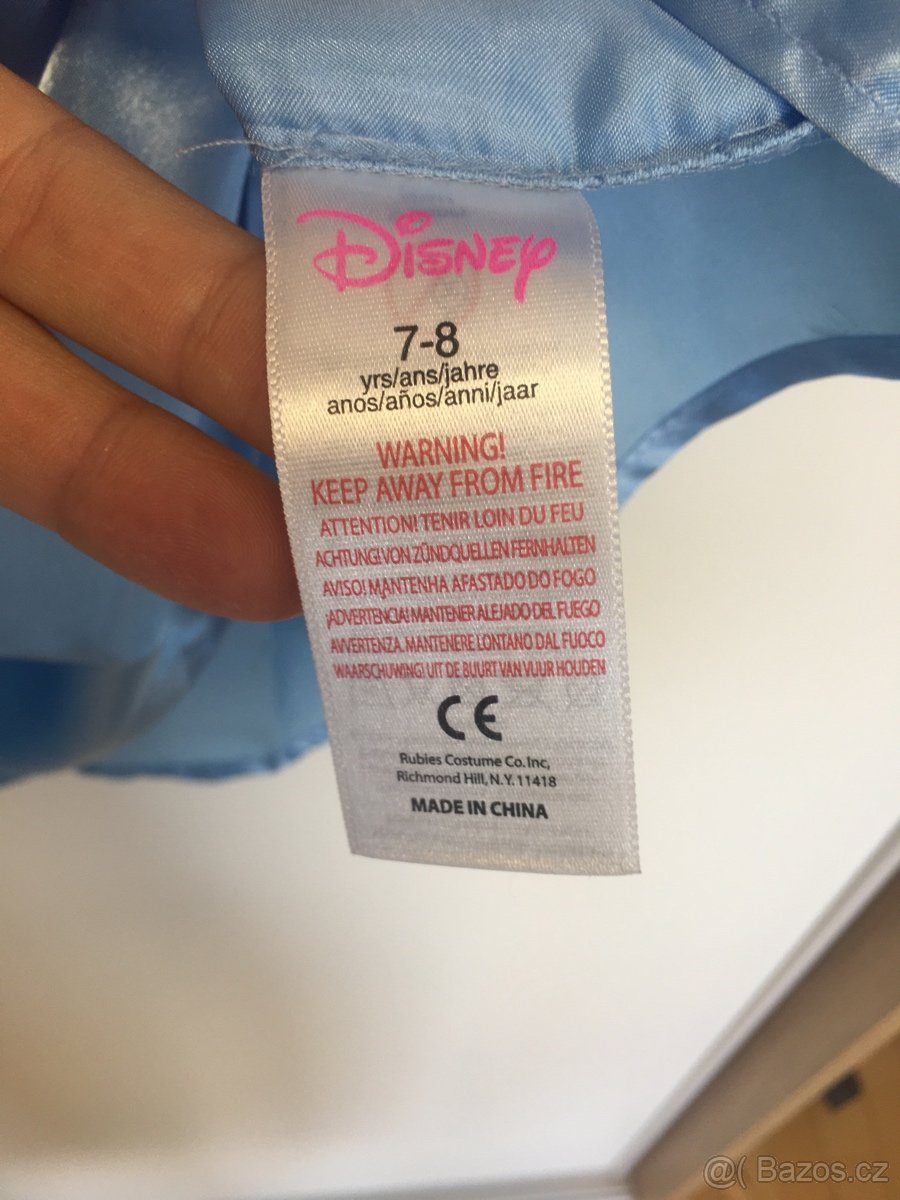 Disney
7-8
yrs/ans/jahre
anos/años/anni/jaar
WARNING!
KEEP AWAY FROM FIRE
ATTENTION! TENIR LOIN DU FEU
ACHTUNG! VON ZÜNDQUELLEN FERNHALTEN
AVISO! MANTENHA AFASTADO DO FOGO
¡ADVERTENCIA! MANTENER ALEJADO DEL FUEGO
AVVERTENZA. MANTENERE LONTANO DAL FUOCO
WAARSCHUWING! UIT DE BUURT VAN VUUR HOUDEN
CE
Rubies Costume Co. Inc,
Richmond Hill, N.Y. 11418
MADE IN CHINA
@( Bazos.cz